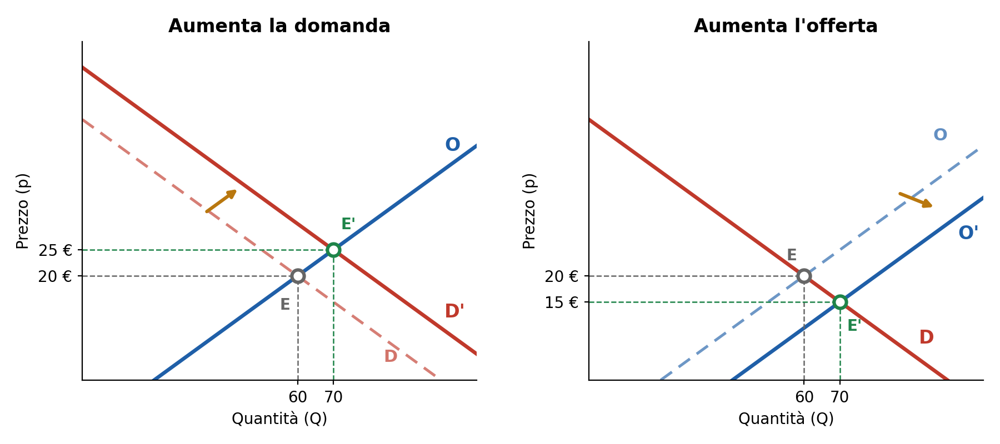 Aumenta la domanda
O
Prezzo (p)
E'
25 €
20 €
E
D'
D
60 70
Quantità (Q)
Aumenta l'offerta
O
Prezzo (p)
O'
E
20 €
15 €
E'
D
60 70
Quantità (Q)